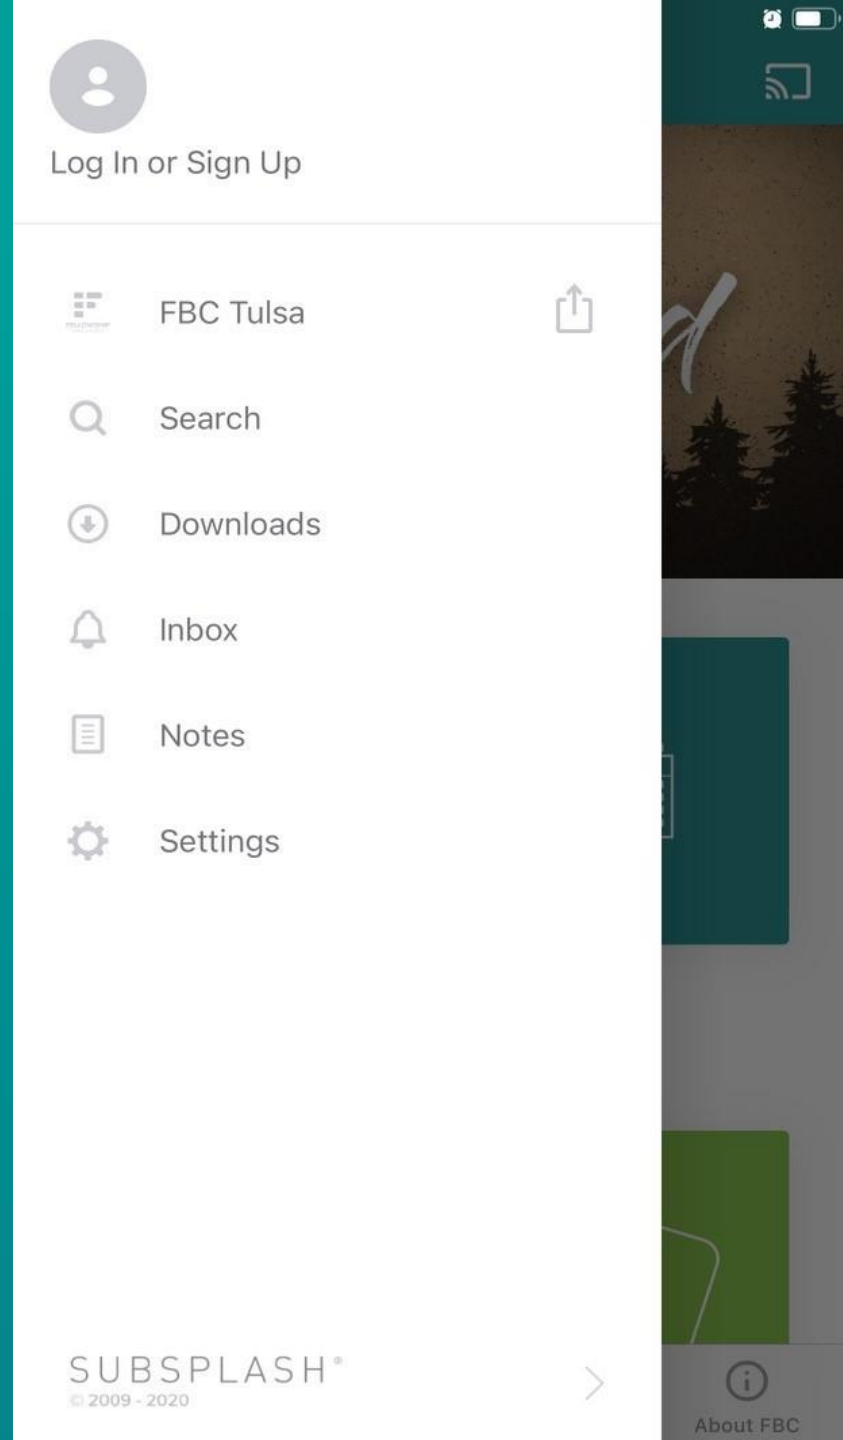 Log In or Sign Up
FBC Tulsa
Search
Downloads
Inbox
Notes
Settings
SUBSPLASH®
© 2009 - 2020
About FBC